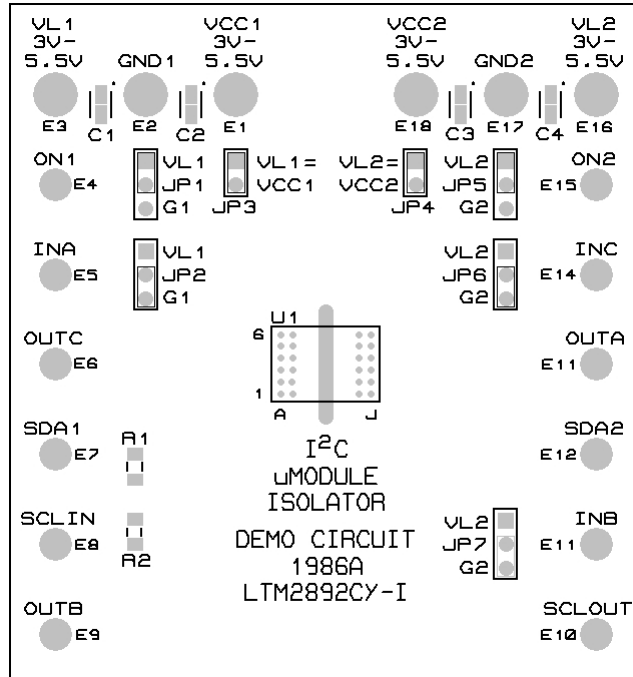 VL1 VCC1 VCC2 VL2
3V- 3V- 3V- 3V-
5.5V GND1 5.5V 5.5V GND2 5.5V
E3 C1 E2 C2 E1 E18 C3 E17 C4 E16
ON1 VL1 VL1= VL2= VL2 ON2
E4 JP1 VCC1 VCC2 JP5 E15
G1 JP3 JP4 G2
INA VL1 VL2 INC
E5 JP2 JP6 E14
G1 G2
U1
6
OUTC OUTA
E6 E11
1
A J
SDA1 R1 I²C SDA2
E7 E12
uMODULE
ISOLATOR
SCLIN VL2 INB
E8 DEMO CIRCUIT JP7 E11
R2 1986A G2
LTM2892CY-I
OUTB SCLOUT
E9 E10